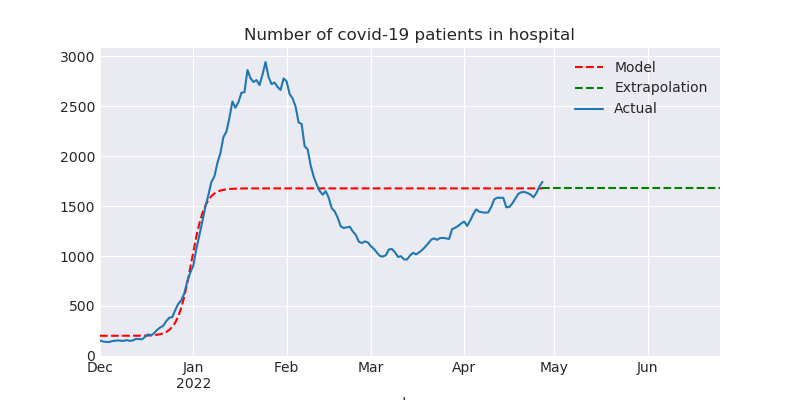 Number of covid-19 patients in hospital
3000
2500
2000
1500
1000
500
0
Model
Extrapolation
Actual
Dec
Jan
Feb
Mar
Apr
May
Jun
2022